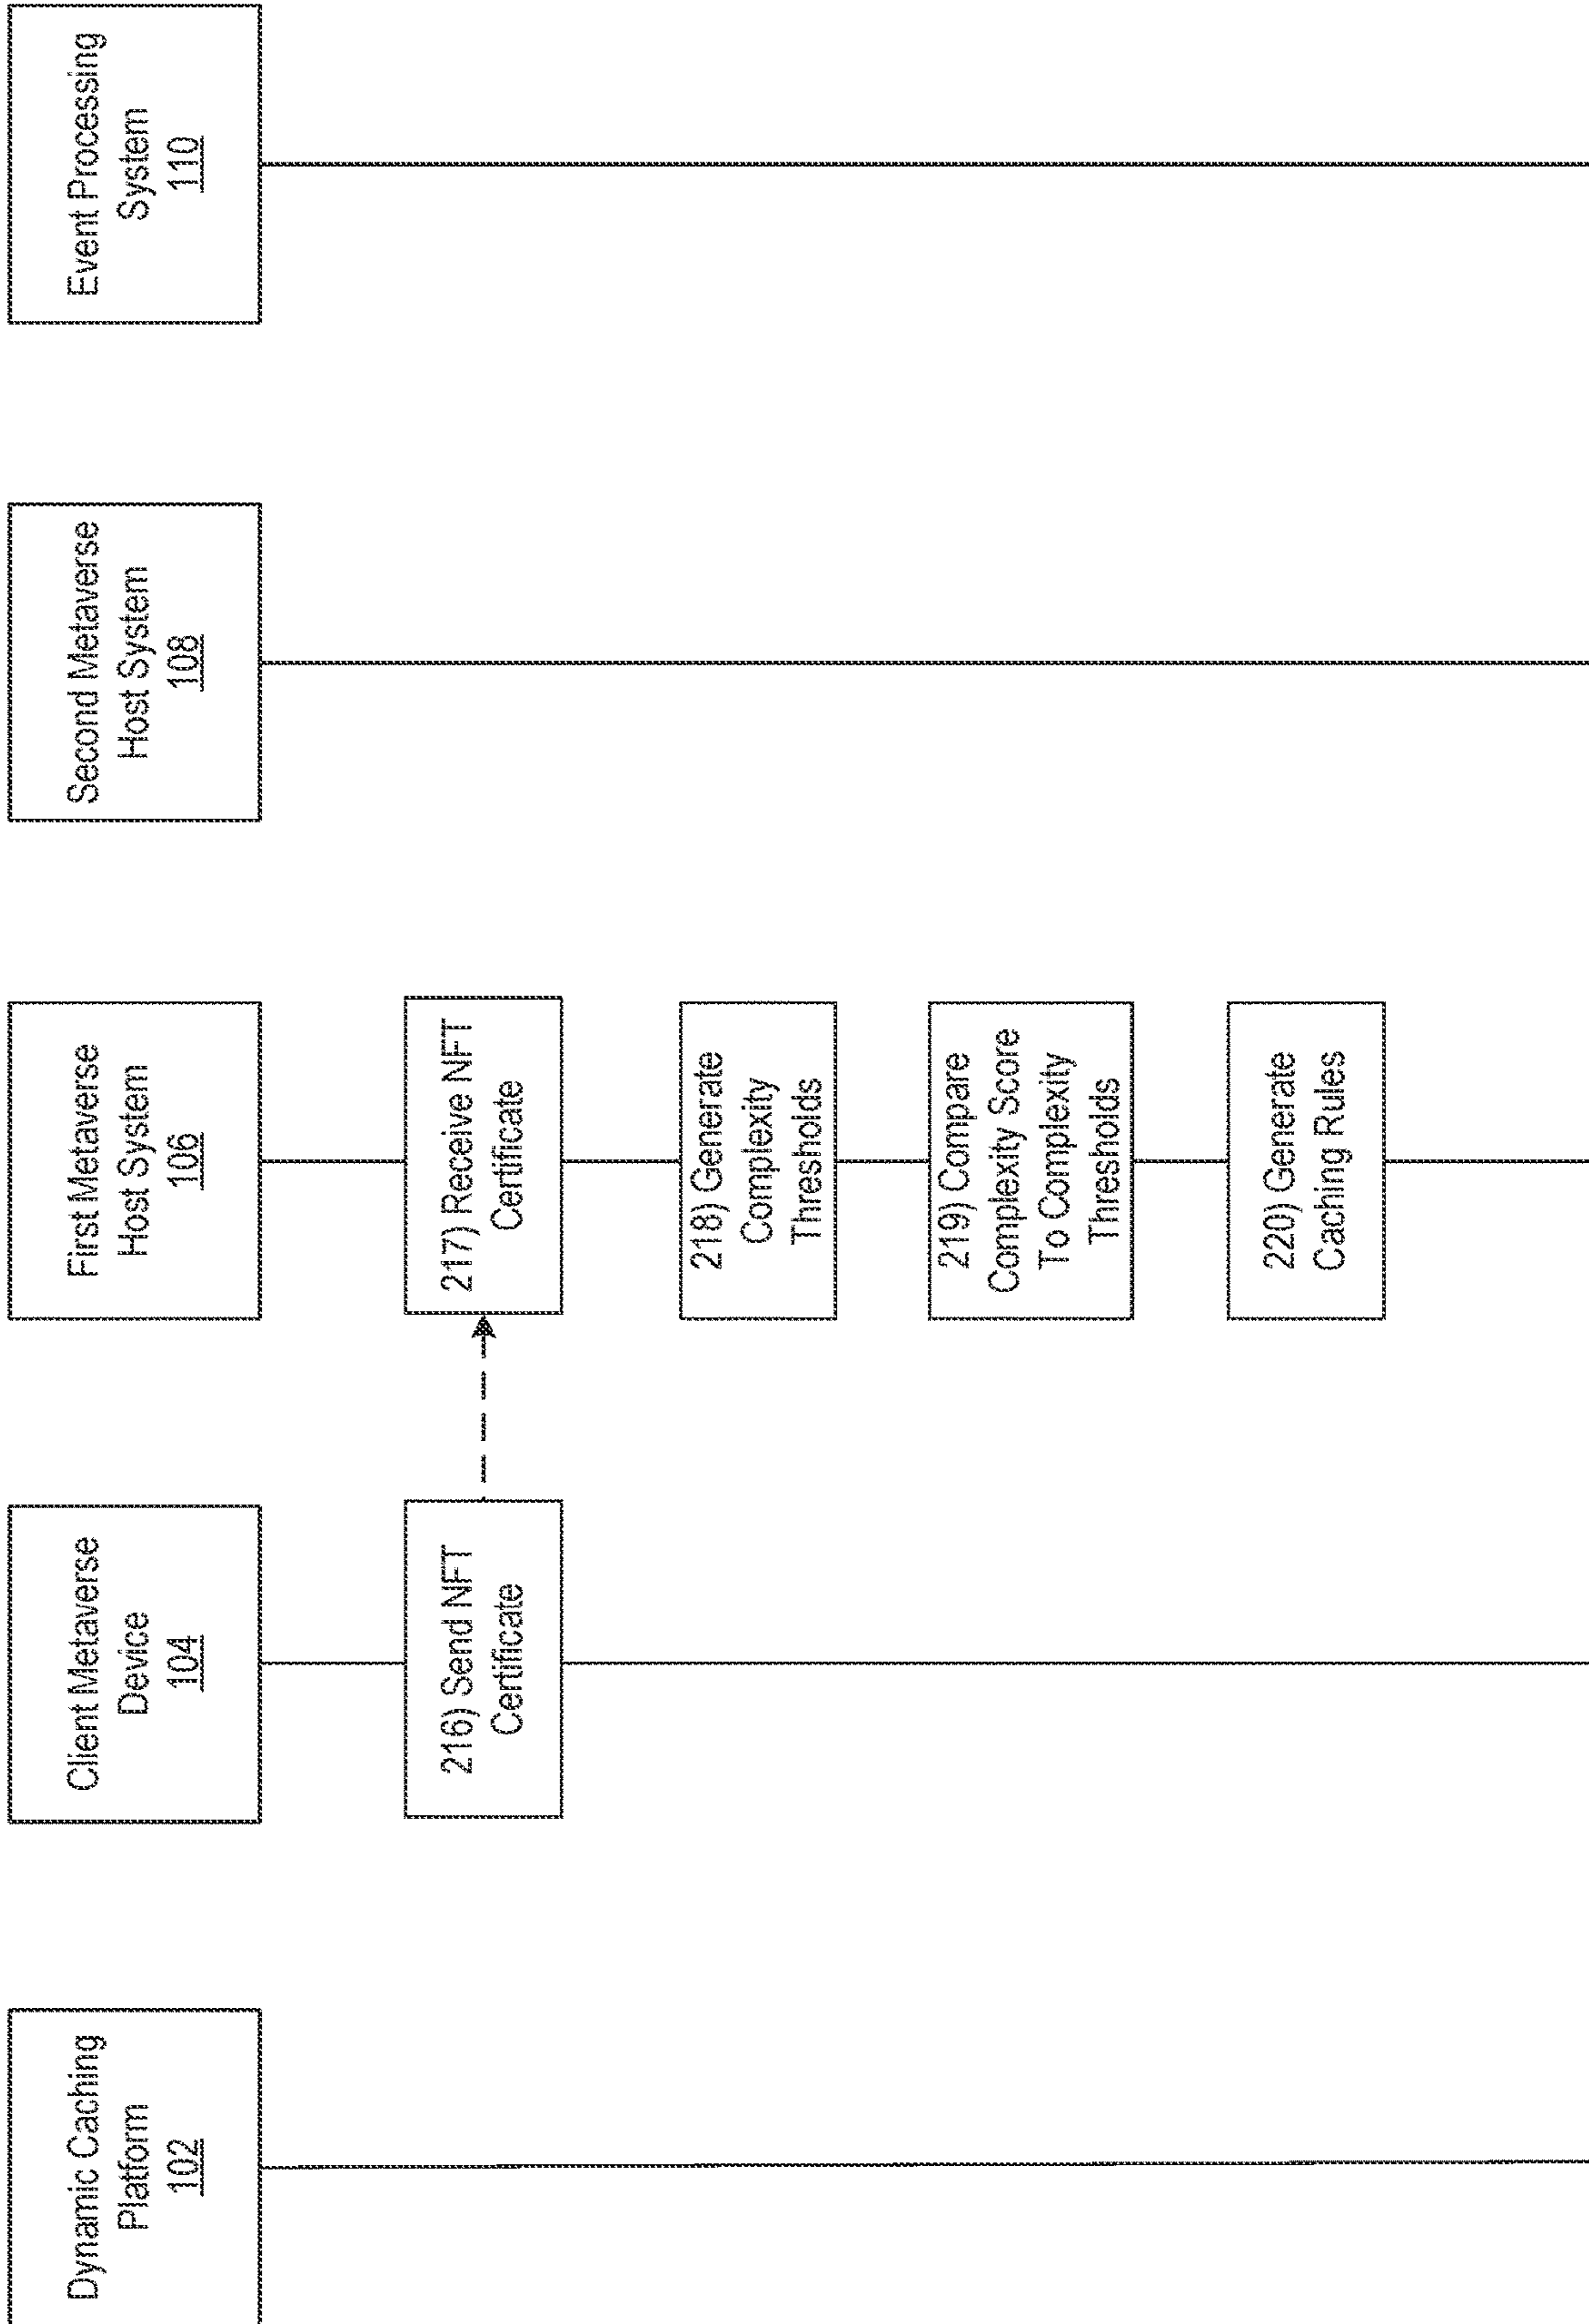 Dynamic Caching
Platform
102
Client Metaverse
Device
104
First Metaverse
Host System
106
Second Metaverse
Host System
108
Event Processing
System
110
216) Send NFT
Certificate
217) Receive NFT
Certificate
218) Generate
Complexity
Thresholds
219) Compare
Complexity Score
To Complexity
Thresholds
220) Generate
Caching Rules